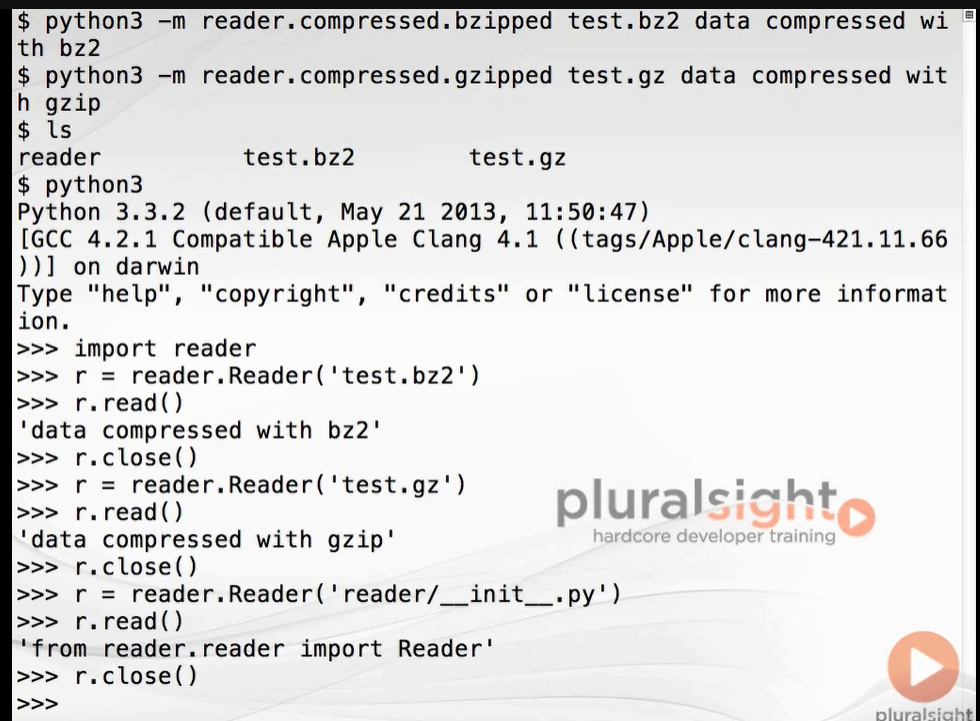 $ python3 -m reader.compressed.bzipped test.bz2 data compressed wi
th bz2
$ python3 -m reader.compressed.gzipped test.gz data compressed wit
h gzip
$ ls
reader test.bz2 test.gz
$ python3
Python 3.3.2 (default, May 21 2013, 11:50:47)
[GCC 4.2.1 Compatible Apple Clang 4.1 ((tags/Apple/clang-421.11.66
))] on darwin
Type "help", "copyright", "credits" or "license" for more informat
ion.
>>> import reader
>>> r = reader.Reader('test.bz2')
>>> r.read()
'data compressed with bz2'
>>> r.close()
>>> r = reader.Reader('test.gz')
>>> r.read()
'data compressed with gzip'
>>> r.close()
>>> r = reader.Reader('reader/__init__.py')
>>> r.read()
'from reader.reader import Reader'
>>> r.close()
>>>
pluralsight
hardcore developer training
pluralsight